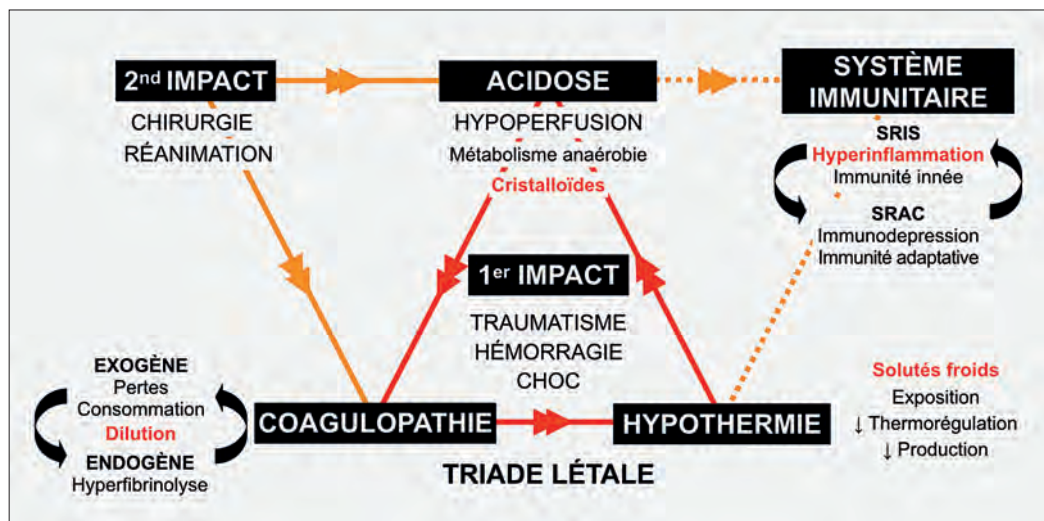 2nd IMPACT
CHIRURGIE
RÉANIMATION
ACIDOSE
HYPOPERFUSION
Métabolisme anaérobie
Cristalloïdes
SYSTÈME
IMMUNITAIRE
SRIS
Hyperinflammation
Immunité innée
SRAC
Immunodepression
Immunité adaptative
1er IMPACT
TRAUMATISME
HÉMORRAGIE
CHOC
EXOGÈNE
Pertes
Consommation
Dilution
ENDOGÈNE
Hyperfibrinolyse
COAGULOPATHIE
HYPOTHERMIE
Solutés froids
Exposition
↓ Thermorégulation
↓ Production
TRIADE LÉTALE